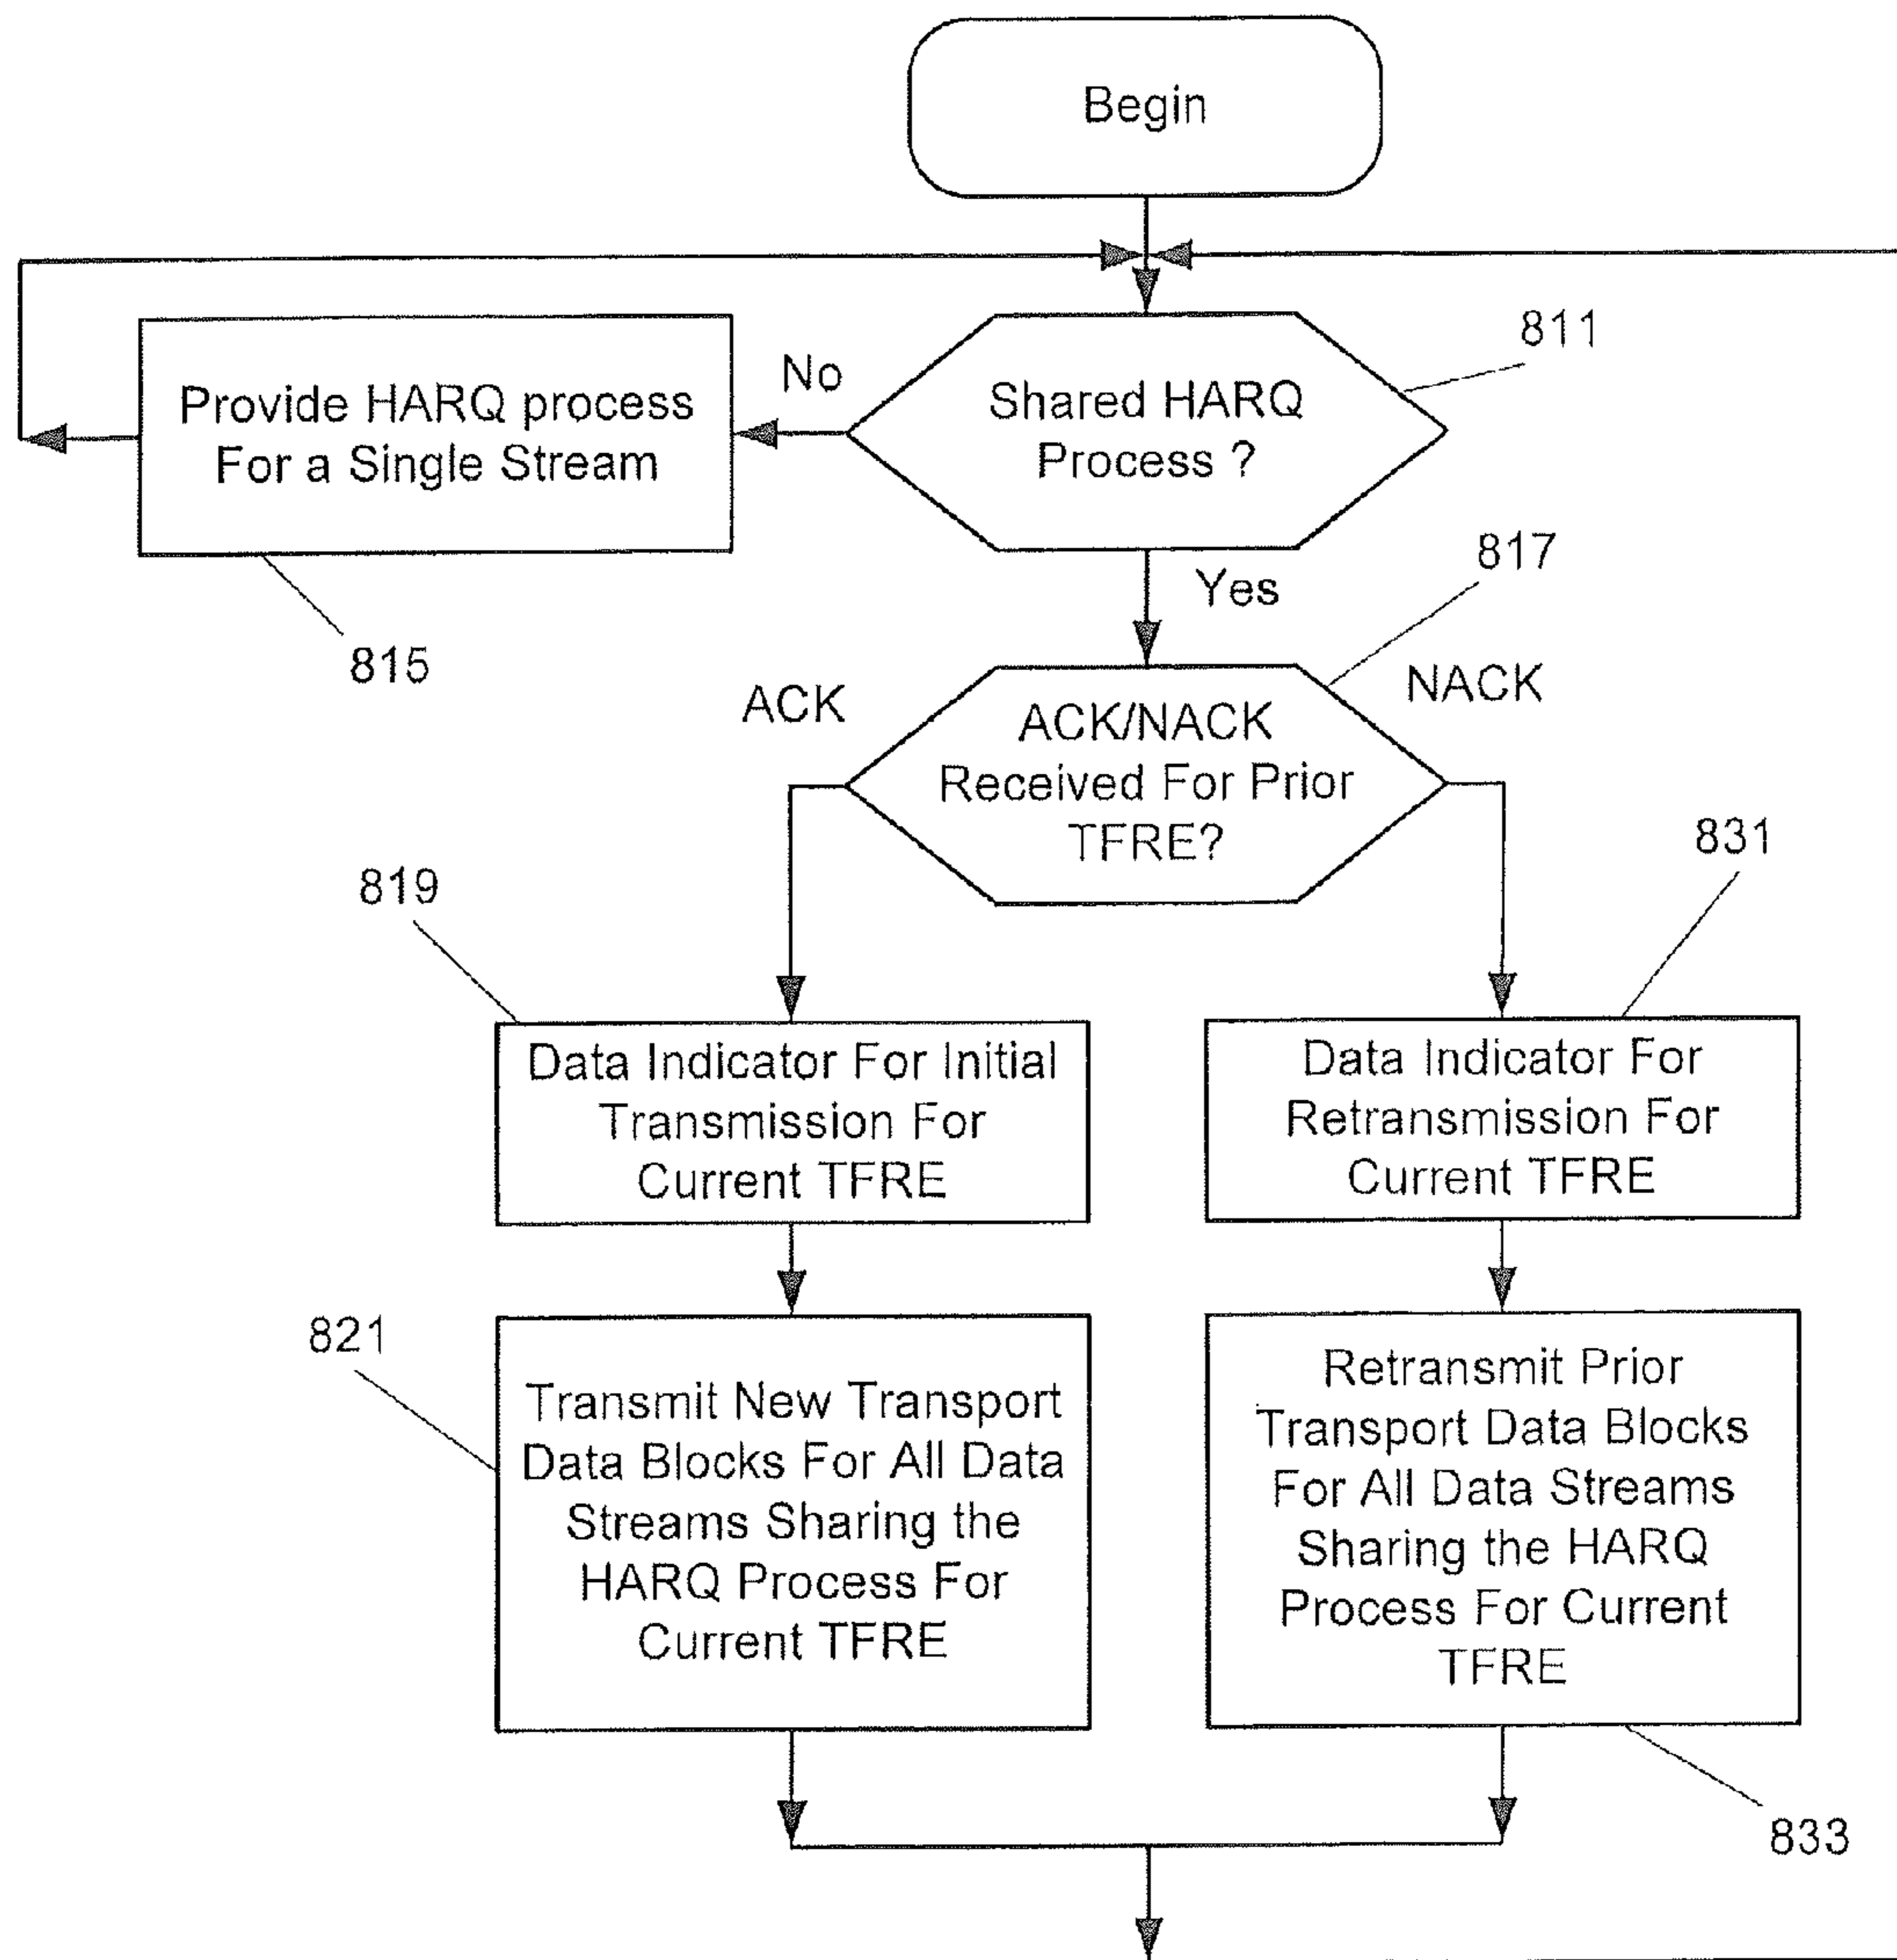 Begin
811
Shared HARQ
Process ?
No
Provide HARQ process
For a Single Stream
815
Yes
817
ACK
NACK
ACK/NACK
Received For Prior
TFRE?
819
831
Data Indicator For Initial
Transmission For
Current TFRE
Data Indicator For
Retransmission For
Current TFRE
821
Transmit New Transport
Data Blocks For All Data
Streams Sharing the
HARQ Process For
Current TFRE
Retransmit Prior
Transport Data Blocks
For All Data Streams
Sharing the HARQ
Process For Current
TFRE
833